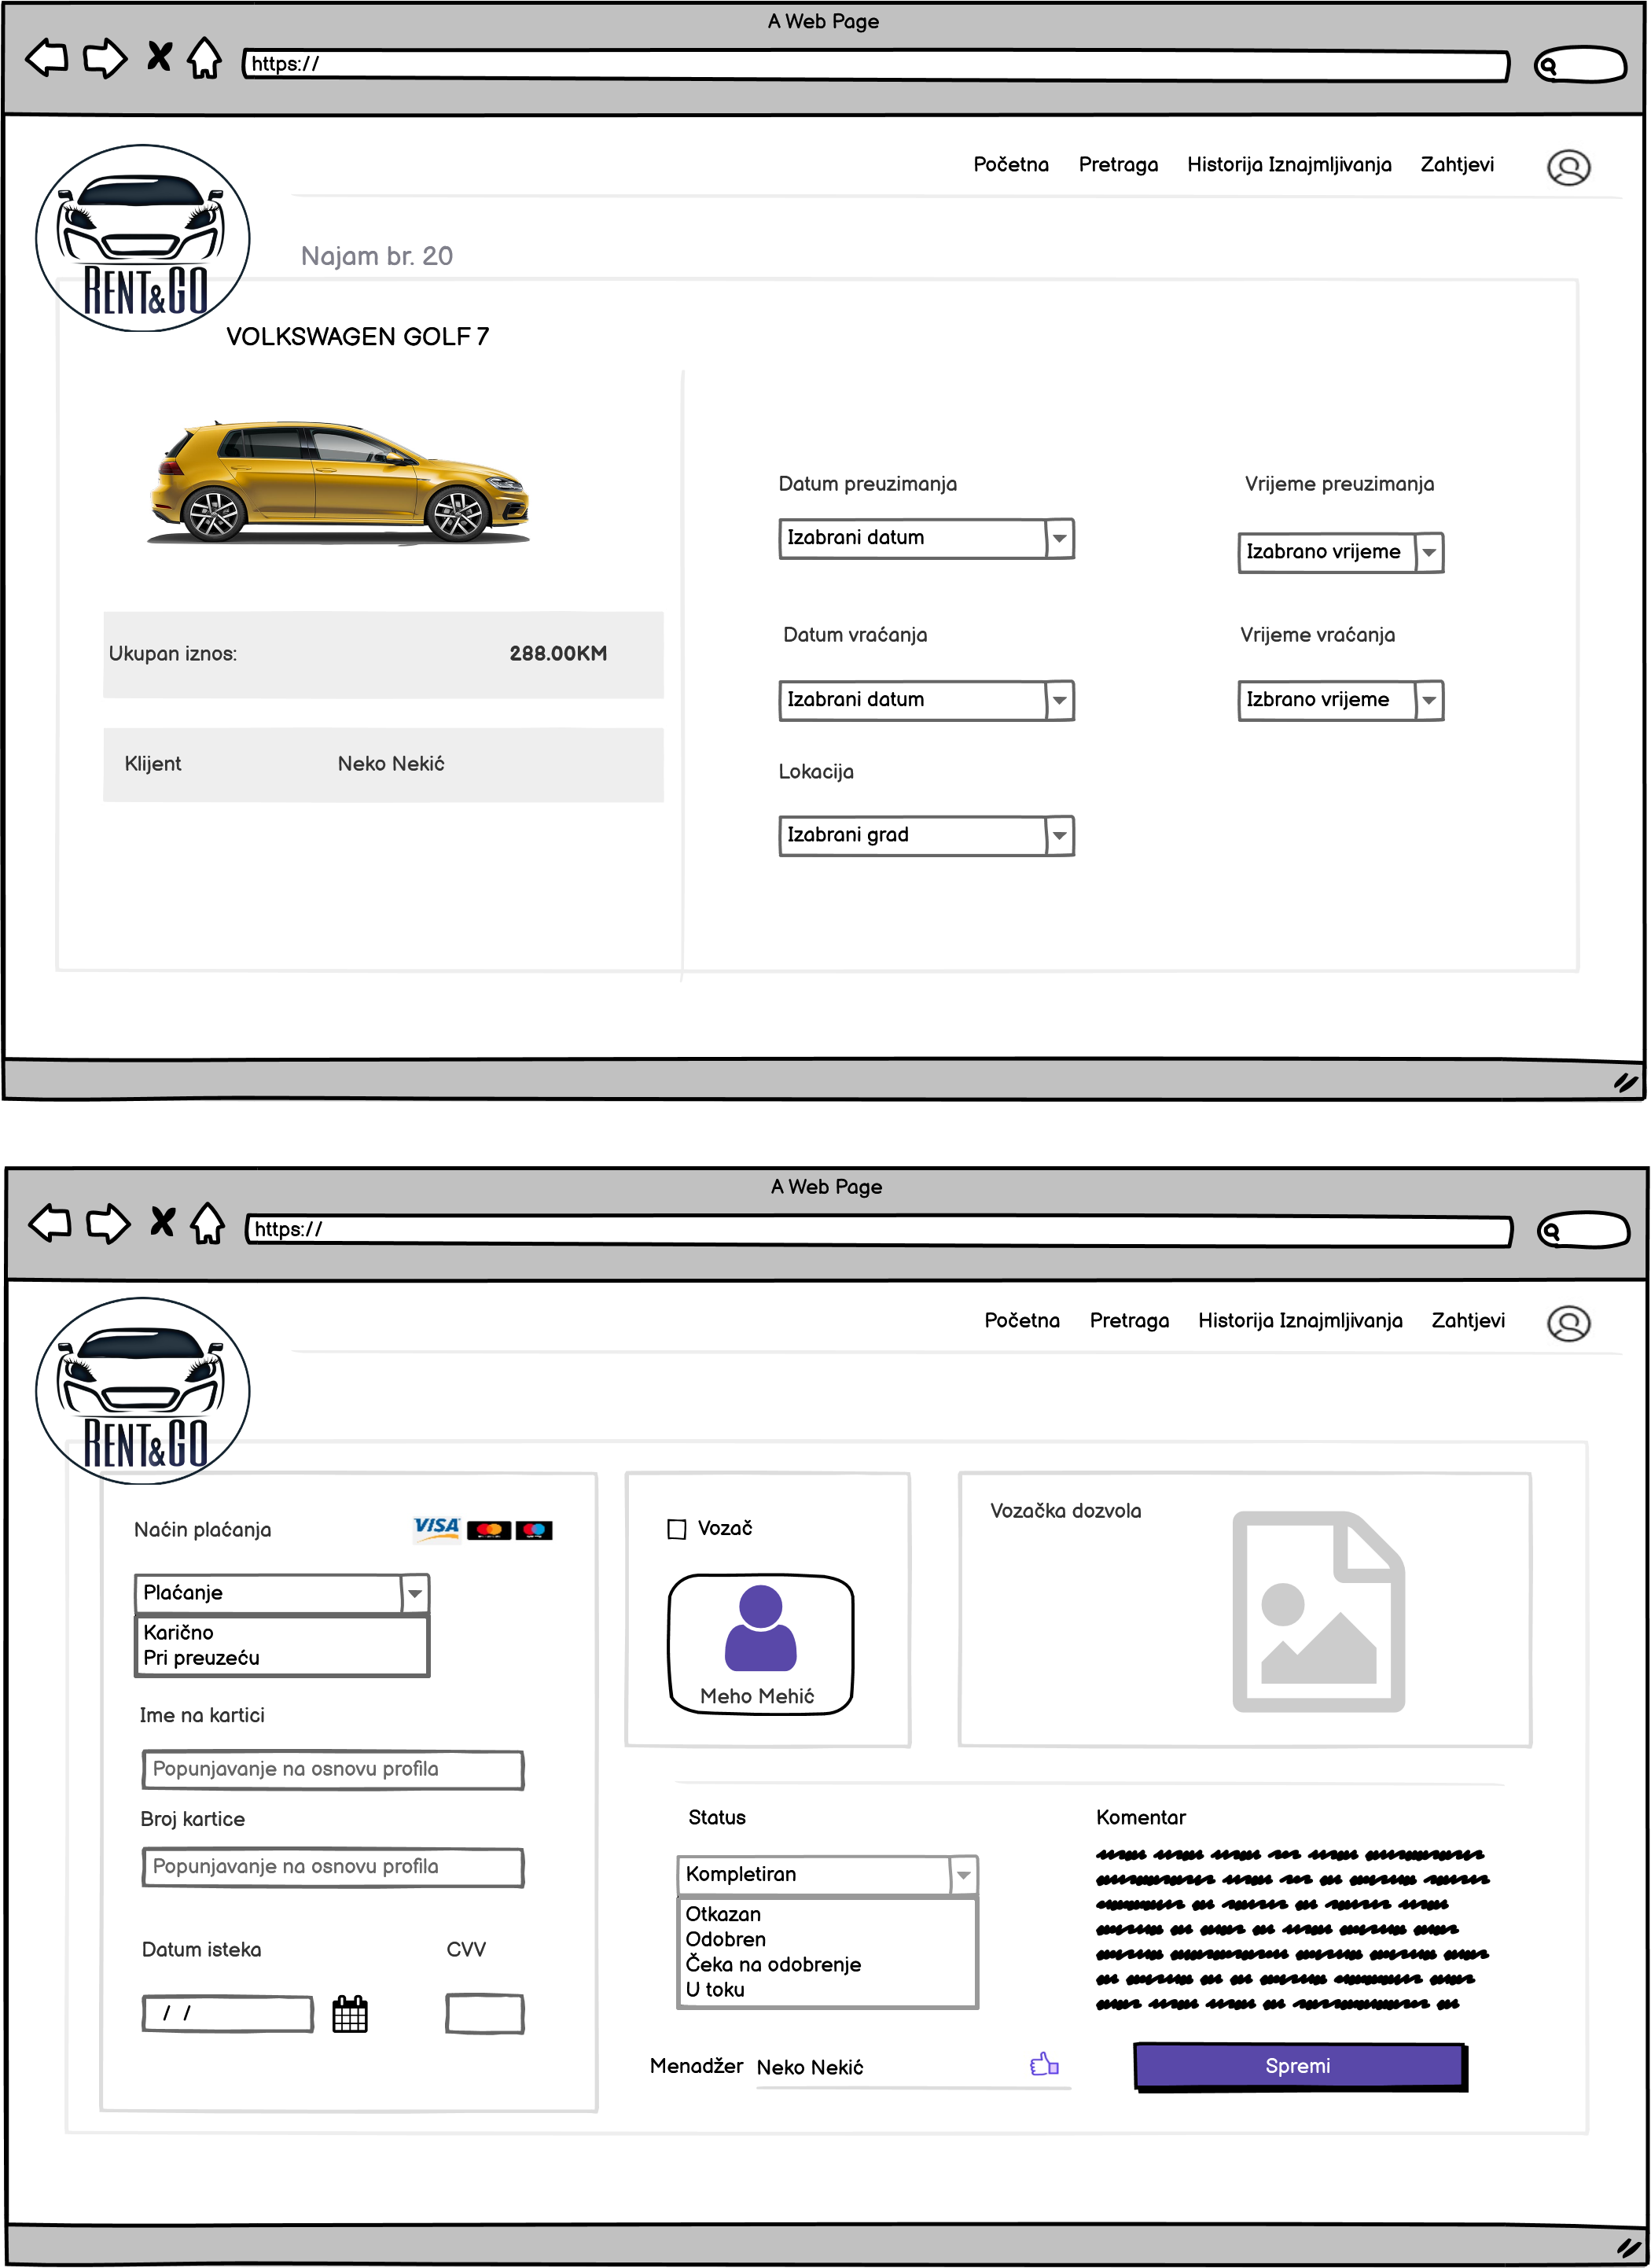 A Web Page
https://
Početna Pretraga Historija Iznajmljivanja Zahtjevi
RENT&GO
Najam br. 20
VOLKSWAGEN GOLF 7
Datum preuzimanja Vrijeme preuzimanja
Izabrani datum Izabrano vrijeme
Datum vraćanja Vrijeme vraćanja
Ukupan iznos: 288.00KM
Izabrani datum Izbrano vrijeme
Klijent Neko Nekić
Lokacija
Izabrani grad
A Web Page
https://
Početna Pretraga Historija Iznajmljivanja Zahtjevi
RENT&GO
Naćin plaćanja VISA
Plaćanje
Karično
Pri preuzeću
Ime na kartici
Popunjavanje na osnovu profila
Broj kartice
Popunjavanje na osnovu profila
Datum isteka CVV
/ /
Vozač
Meho Mehić
Vozačka dozvola
Status
Kompletiran
Otkazan
Odobren
Čeka na odobrenje
U toku
Komentar
Menadžer Neko Nekić
Spremi